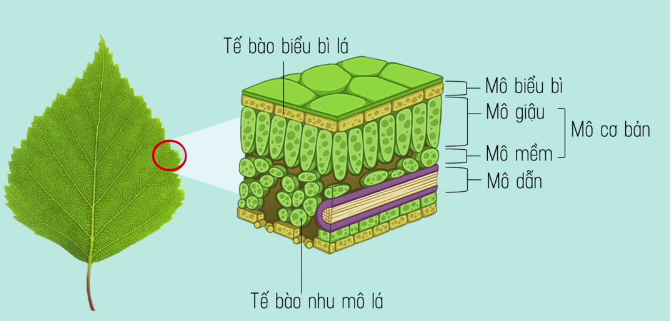 Tế bào biểu bì lá
Mô biểu bì
Mô giậu
Mô cơ bản
Mô mềm
Mô dẫn
Tế bào nhu mô lá